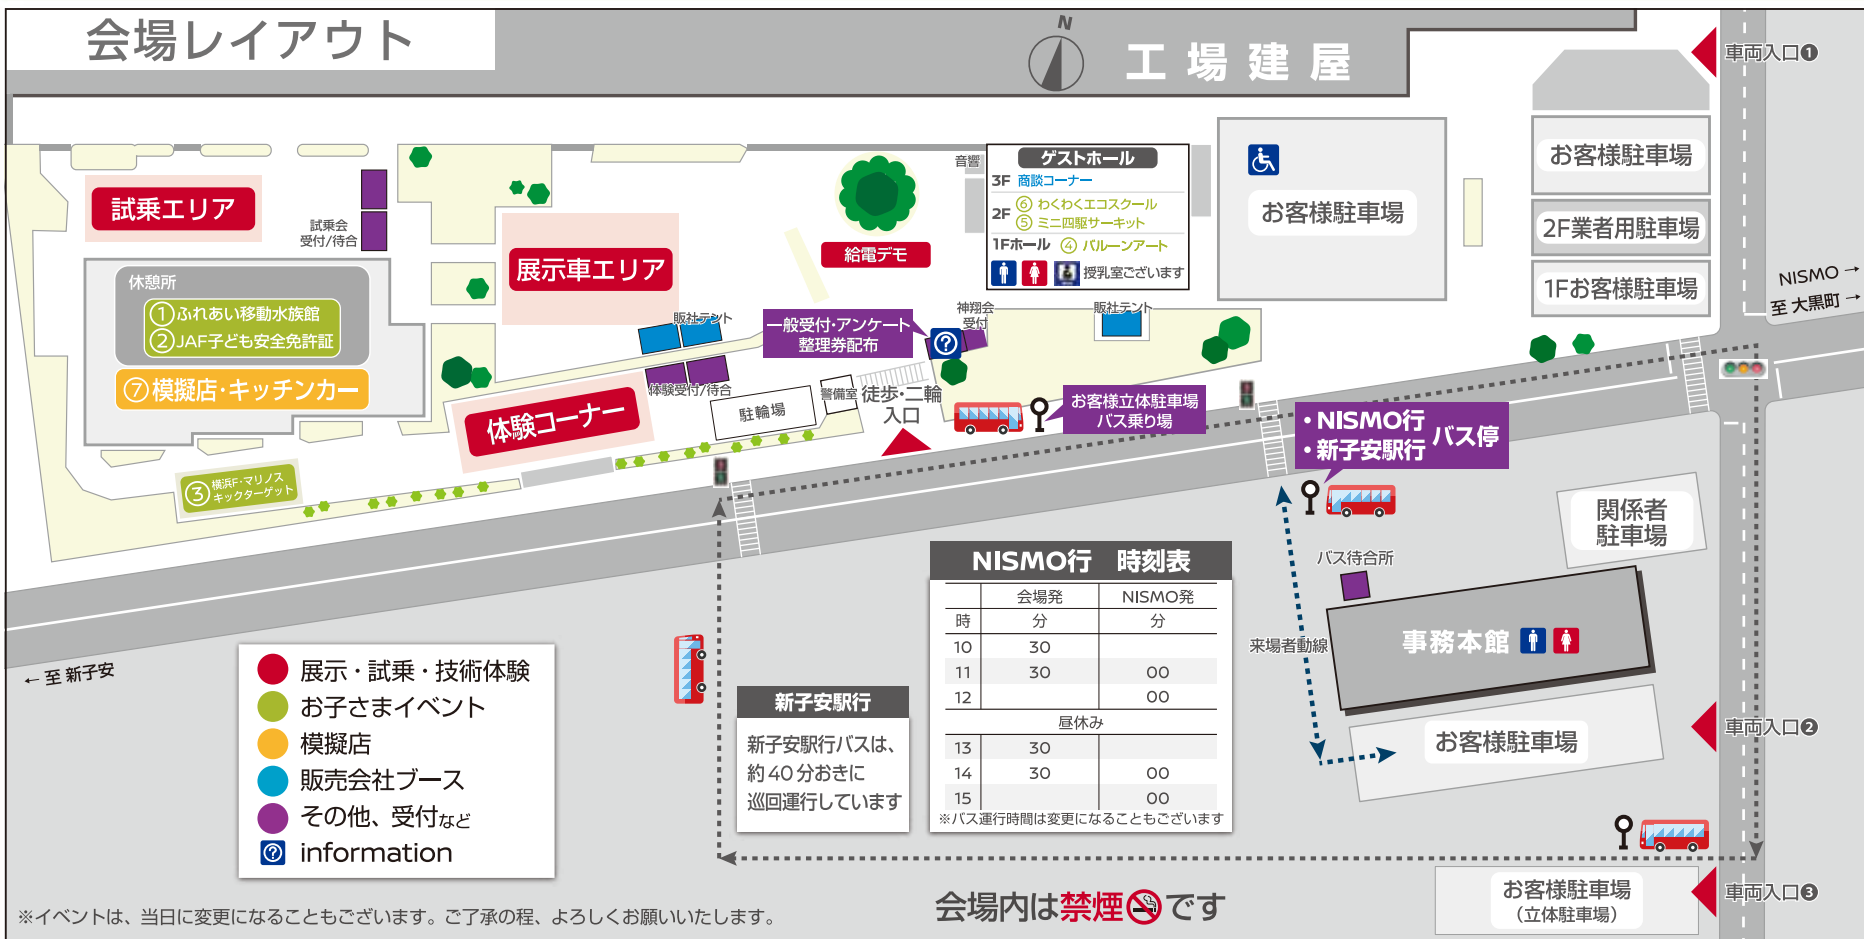 会場レイアウト
N
工場建屋
車両入口❶
音響
ゲストホール
3F 商談コーナー
2F ⑥ わくわくエコスクール
⑤ ミニ四駆サーキット
1Fホール ④ バルーンアート
授乳室ございます
お客様駐車場
お客様駐車場
2F業者用駐車場
1Fお客様駐車場
NISMO →
至 大黒町 →
試乗エリア
試乗会
受付/待合
展示車エリア
給電デモ
休憩所
① ふれあい移動水族館
② JAF子ども安全免許証
⑦ 模擬店・キッチンカー
販社テント
一般受付・アンケート
整理券配布
神翔会
受付
販社テント
体験受付/待合
体験コーナー
駐輪場
警備室
徒歩・二輪
入口
お客様立体駐車場
バス乗り場
・NISMO行
・新子安駅行
バス停
③ 横浜F・マリノス
キックターゲット
関係者
駐車場
バス待合所
事務本館
来場者動線
お客様駐車場
車両入口❷
← 至 新子安
展示・試乗・技術体験
お子さまイベント
模擬店
販売会社ブース
その他、受付など
information
新子安駅行
新子安駅行バスは、
約40分おきに
巡回運行しています
NISMO行 時刻表
会場発 NISMO発
時 分 分
10 30
11 30 00
12 00
昼休み
13 30
14 30 00
15 00
※バス運行時間は変更になることもございます
お客様駐車場
（立体駐車場）
車両入口❸
会場内は禁煙です
※イベントは、当日に変更になることもございます。ご了承の程、よろしくお願いいたします。